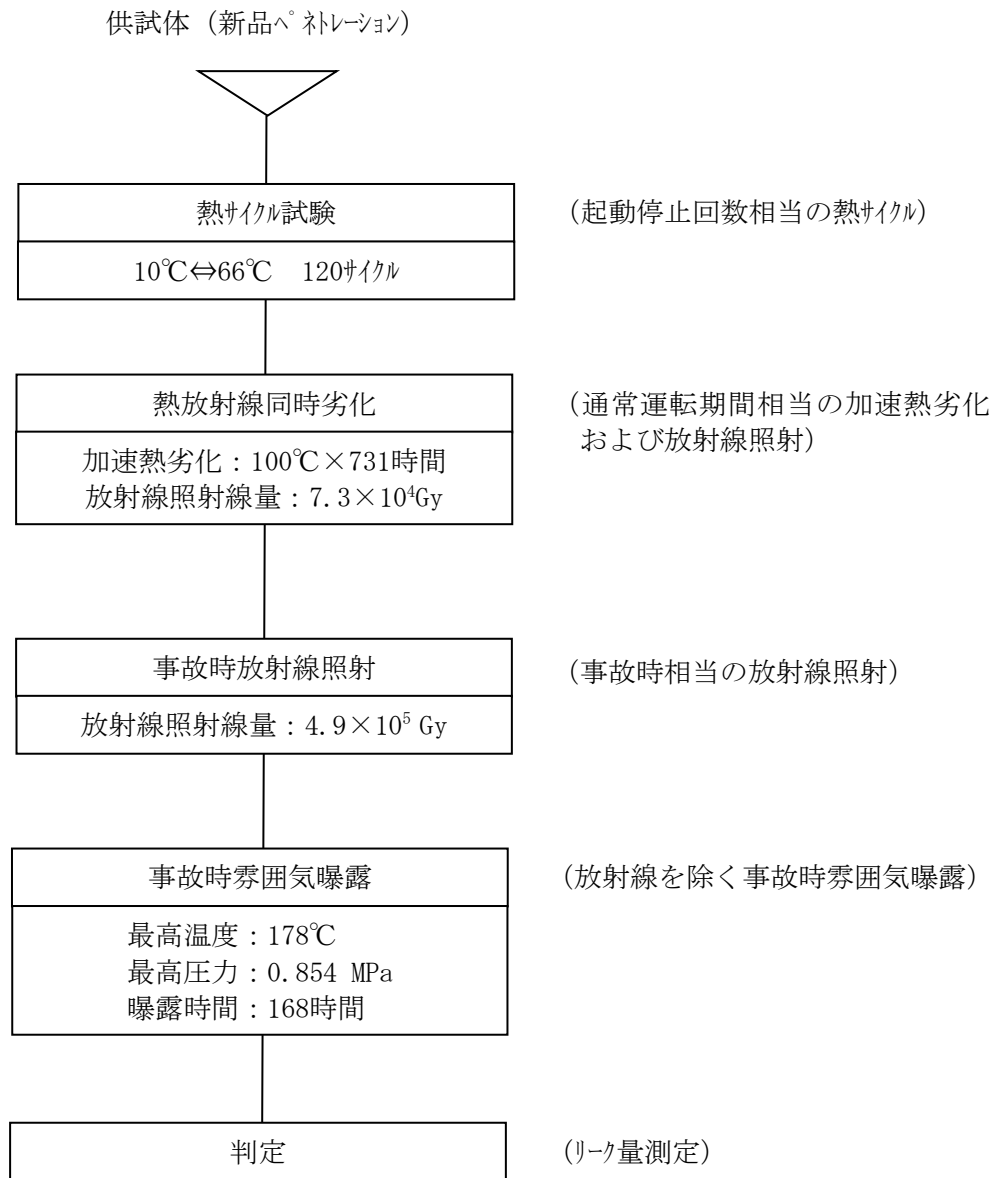 供試体（新品ﾍﾟﾈﾄﾚｰｼｮﾝ）
熱ｻｲｸﾙ試験
（起動停止回数相当の熱ｻｲｸﾙ）
10℃⇔66℃　120ｻｲｸﾙ
熱放射線同時劣化
（通常運転期間相当の加速熱劣化
および放射線照射）
加速熱劣化：100℃×731時間
放射線照射線量：7.3×10⁴Gy
事故時放射線照射
（事故時相当の放射線照射）
放射線照射線量：4.9×10⁵ Gy
事故時雰囲気曝露
（放射線を除く事故時雰囲気曝露）
最高温度：178℃
最高圧力：0.854 MPa
曝露時間：168時間
判定
（ﾘｰｸ量測定）